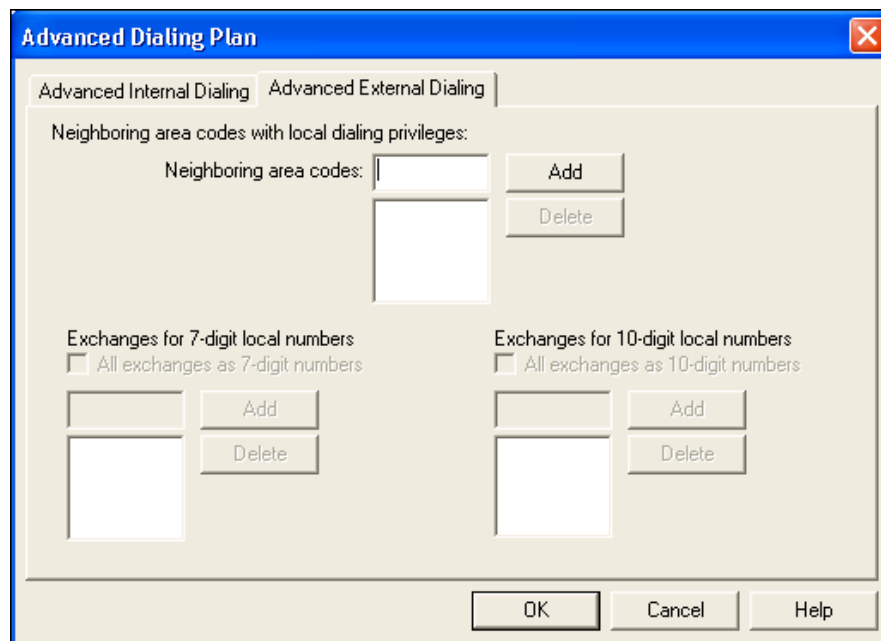 Advanced Dialing Plan
Advanced Internal Dialing
Advanced External Dialing
Neighboring area codes with local dialing privileges:
Neighboring area codes:
Add
Delete
Exchanges for 7-digit local numbers
All exchanges as 7-digit numbers
Add
Delete
Exchanges for 10-digit local numbers
All exchanges as 10-digit numbers
Add
Delete
OK
Cancel
Help